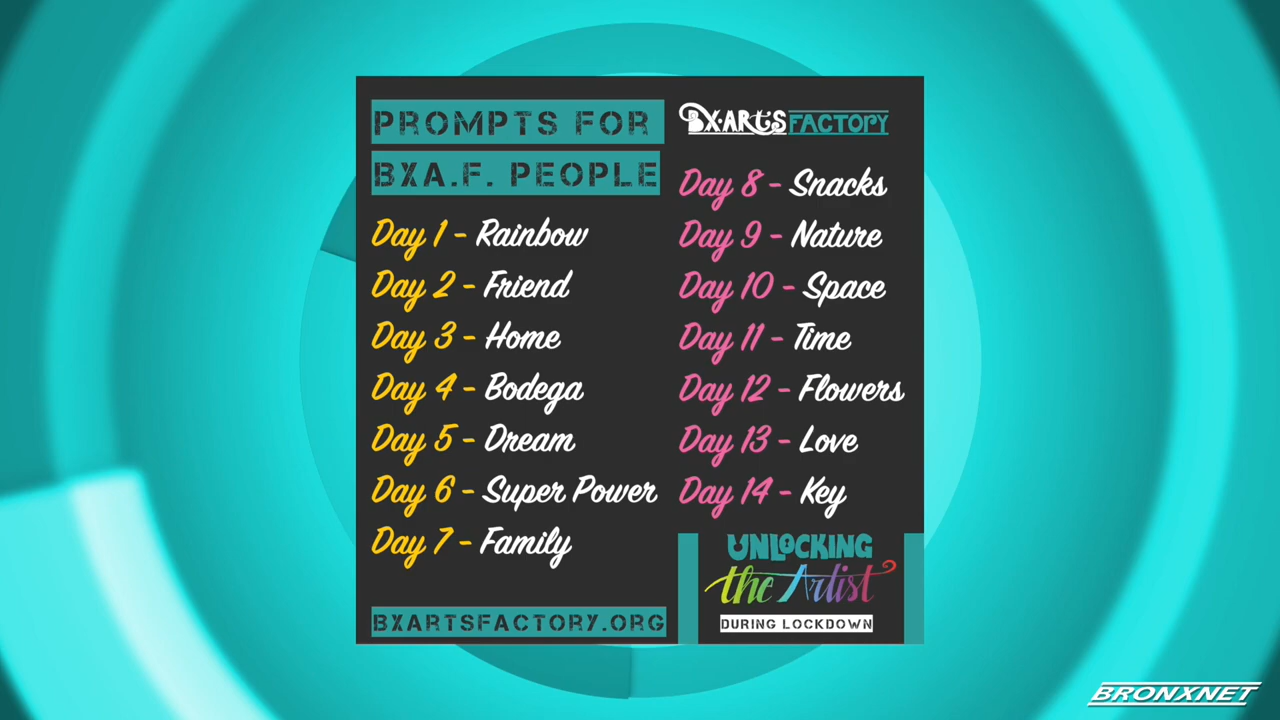 PROMPTS FOR
BXA.F. PEOPLE
Day 1 - Rainbow
Day 2 - Friend
Day 3 - Home
Day 4 - Bodega
Day 5 - Dream
Day 6 - Super Power
Day 7 - Family
BXARTSFACTORY.ORG
BX·ARTS FACTORY
Day 8 - Snacks
Day 9 - Nature
Day 10 - Space
Day 11 - Time
Day 12 - Flowers
Day 13 - Love
Day 14 - Key
UNLOCKING
the Artist
DURING LOCKDOWN
BRONXNET